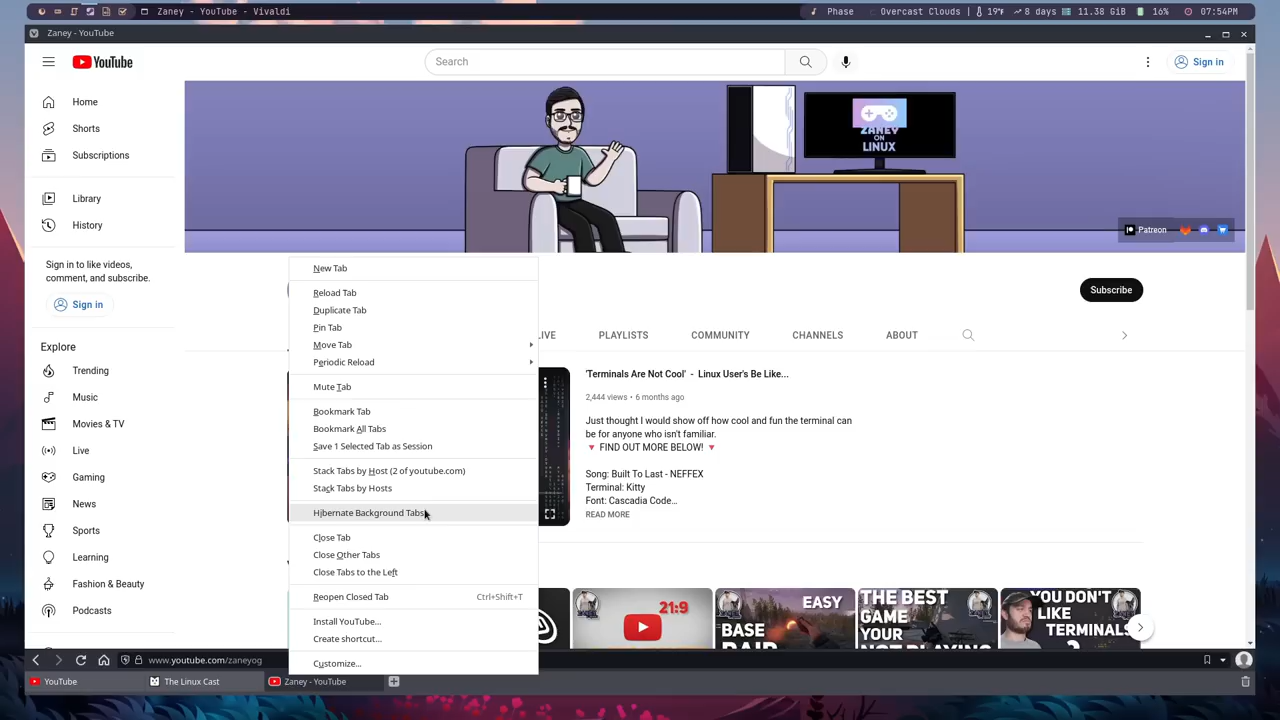 Zaney - YouTube - Vivaldi
Phase
Overcast Clouds
19°F
8 days
11.38 GiB
16%
07:54PM
Zaney - YouTube
YouTube
Search
Sign in
Home
Shorts
Subscriptions
Library
History
Sign in to like videos,
comment, and subscribe.
Sign in
Explore
Trending
Music
Movies & TV
Live
Gaming
News
Sports
Learning
Fashion & Beauty
Podcasts
ZANEY
ON
LINUX
Patreon
Subscribe
LIVE
PLAYLISTS
COMMUNITY
CHANNELS
ABOUT
New Tab
Reload Tab
Duplicate Tab
Pin Tab
Move Tab
Periodic Reload
Mute Tab
Bookmark Tab
Bookmark All Tabs
Save 1 Selected Tab as Session
Stack Tabs by Host (2 of youtube.com)
Stack Tabs by Hosts
Hibernate Background Tabs
Close Tab
Close Other Tabs
Close Tabs to the Left
Reopen Closed Tab Ctrl+Shift+T
Install YouTube...
Create shortcut...
Customize...
'Terminals Are Not Cool' - Linux User's Be Like...
2,444 views • 6 months ago
Just thought I would show off how cool and fun the terminal can
be for anyone who isn't familiar.
🔻 FIND OUT MORE BELOW! 🔻
Song: Built To Last - NEFFEX
Terminal: Kitty
Font: Cascadia Code...
READ MORE
21:9
EASY
BASE
THE BEST
GAME
YOUR
YOU DON'T
LIKE
TERMINALS
www.youtube.com/zaneyog
YouTube
The Linux Cast
Zaney - YouTube